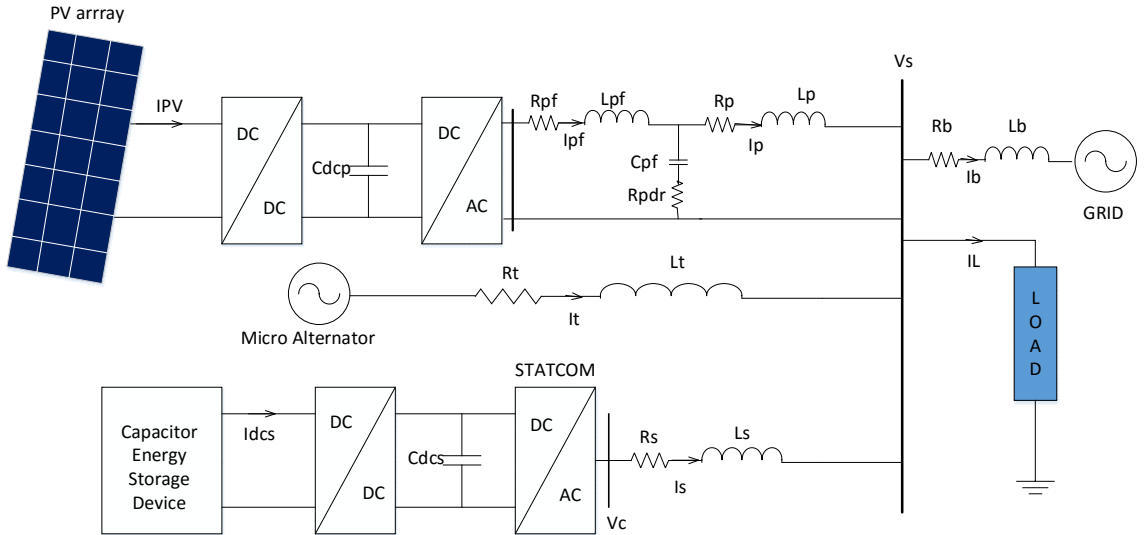 PV arrray
IPV
DC
DC
Cdcp
DC
AC
Rpf
Ipf
Lpf
Cpf
Rpdr
Rp
Ip
Lp
Vs
Rb
Ib
Lb
GRID
IL
LOAD
Micro Alternator
Rt
It
Lt
Capacitor
Energy
Storage
Device
Idcs
DC
DC
Cdcs
STATCOM
DC
AC
Vc
Rs
Is
Ls